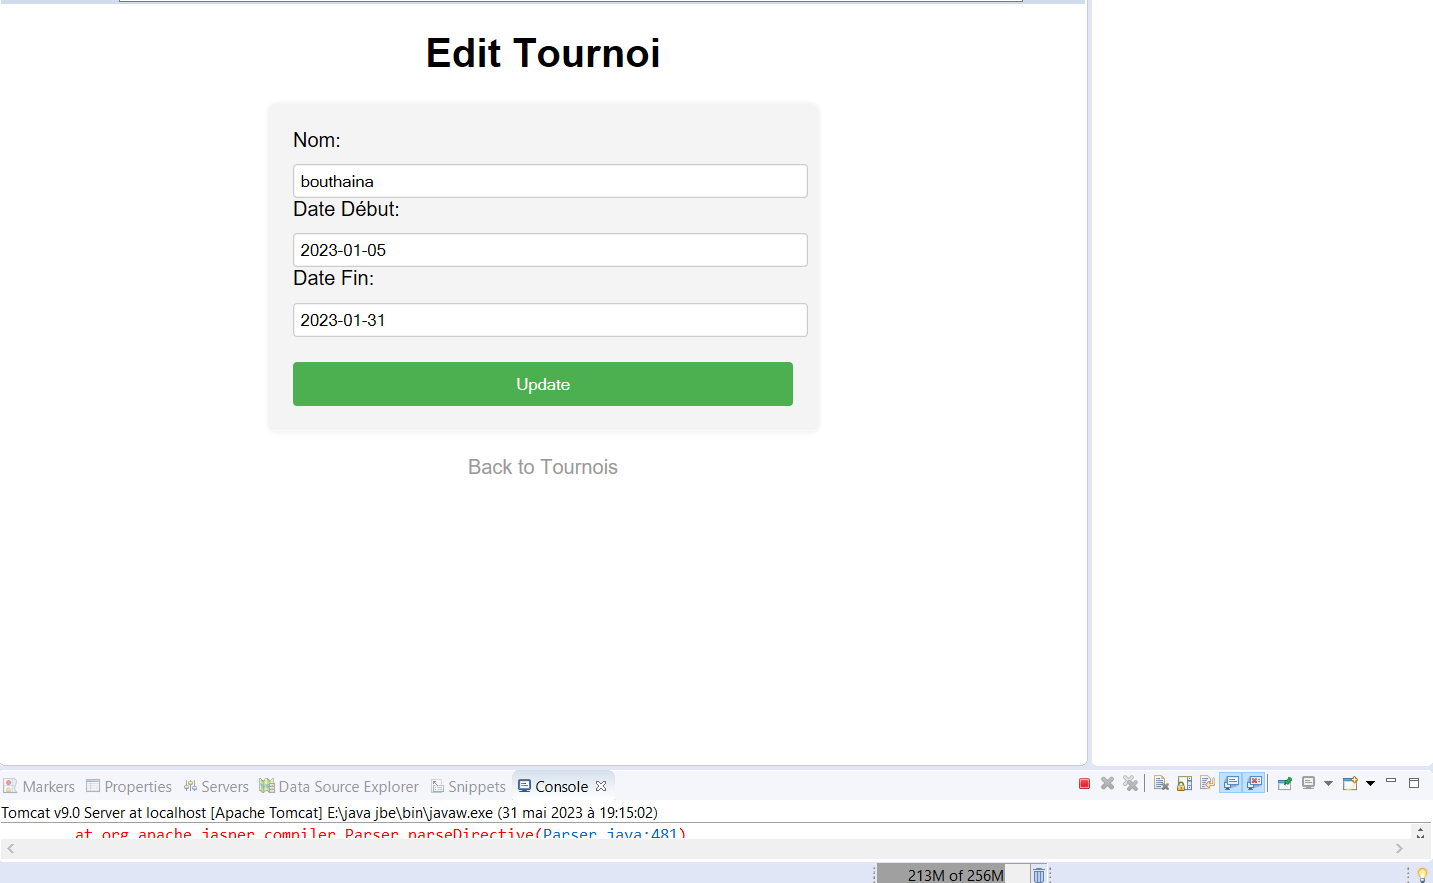 Edit Tournoi
Nom:
bouthaina
Date Début:
2023-01-05
Date Fin:
2023-01-31
Update
Back to Tournois
Markers Properties Servers Data Source Explorer Snippets Console
Tomcat v9.0 Server at localhost [Apache Tomcat] E:\java jbe\bin\javaw.exe (31 mai 2023 à 19:15:02)
at org.apache.jasper.compiler.Parser.parseDirective(Parser.java:481)
213M of 256M